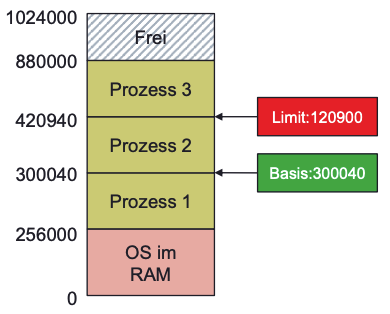 1024000
Frei
880000
Prozess 3
420940
Limit:120900
Prozess 2
300040
Basis:300040
Prozess 1
256000
OS im
RAM
0